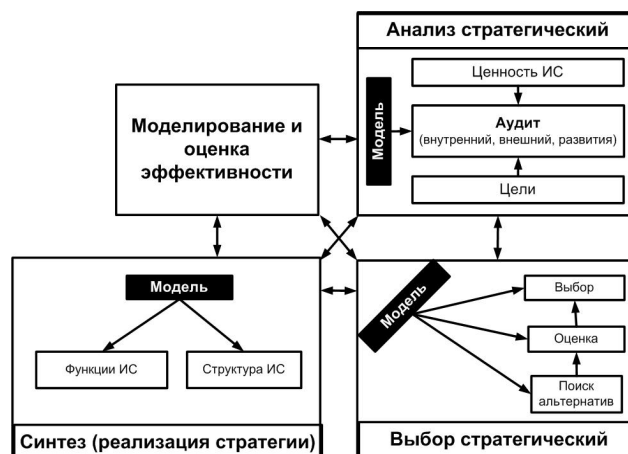 Анализ стратегический
Ценность ИС
Модель
Аудит
(внутренний, внешний, развития)
Цели
Моделирование и
оценка
эффективности
Модель
Функции ИС
Структура ИС
Синтез (реализация стратегии)
Модель
Выбор
Оценка
Поиск
альтернатив
Выбор стратегический